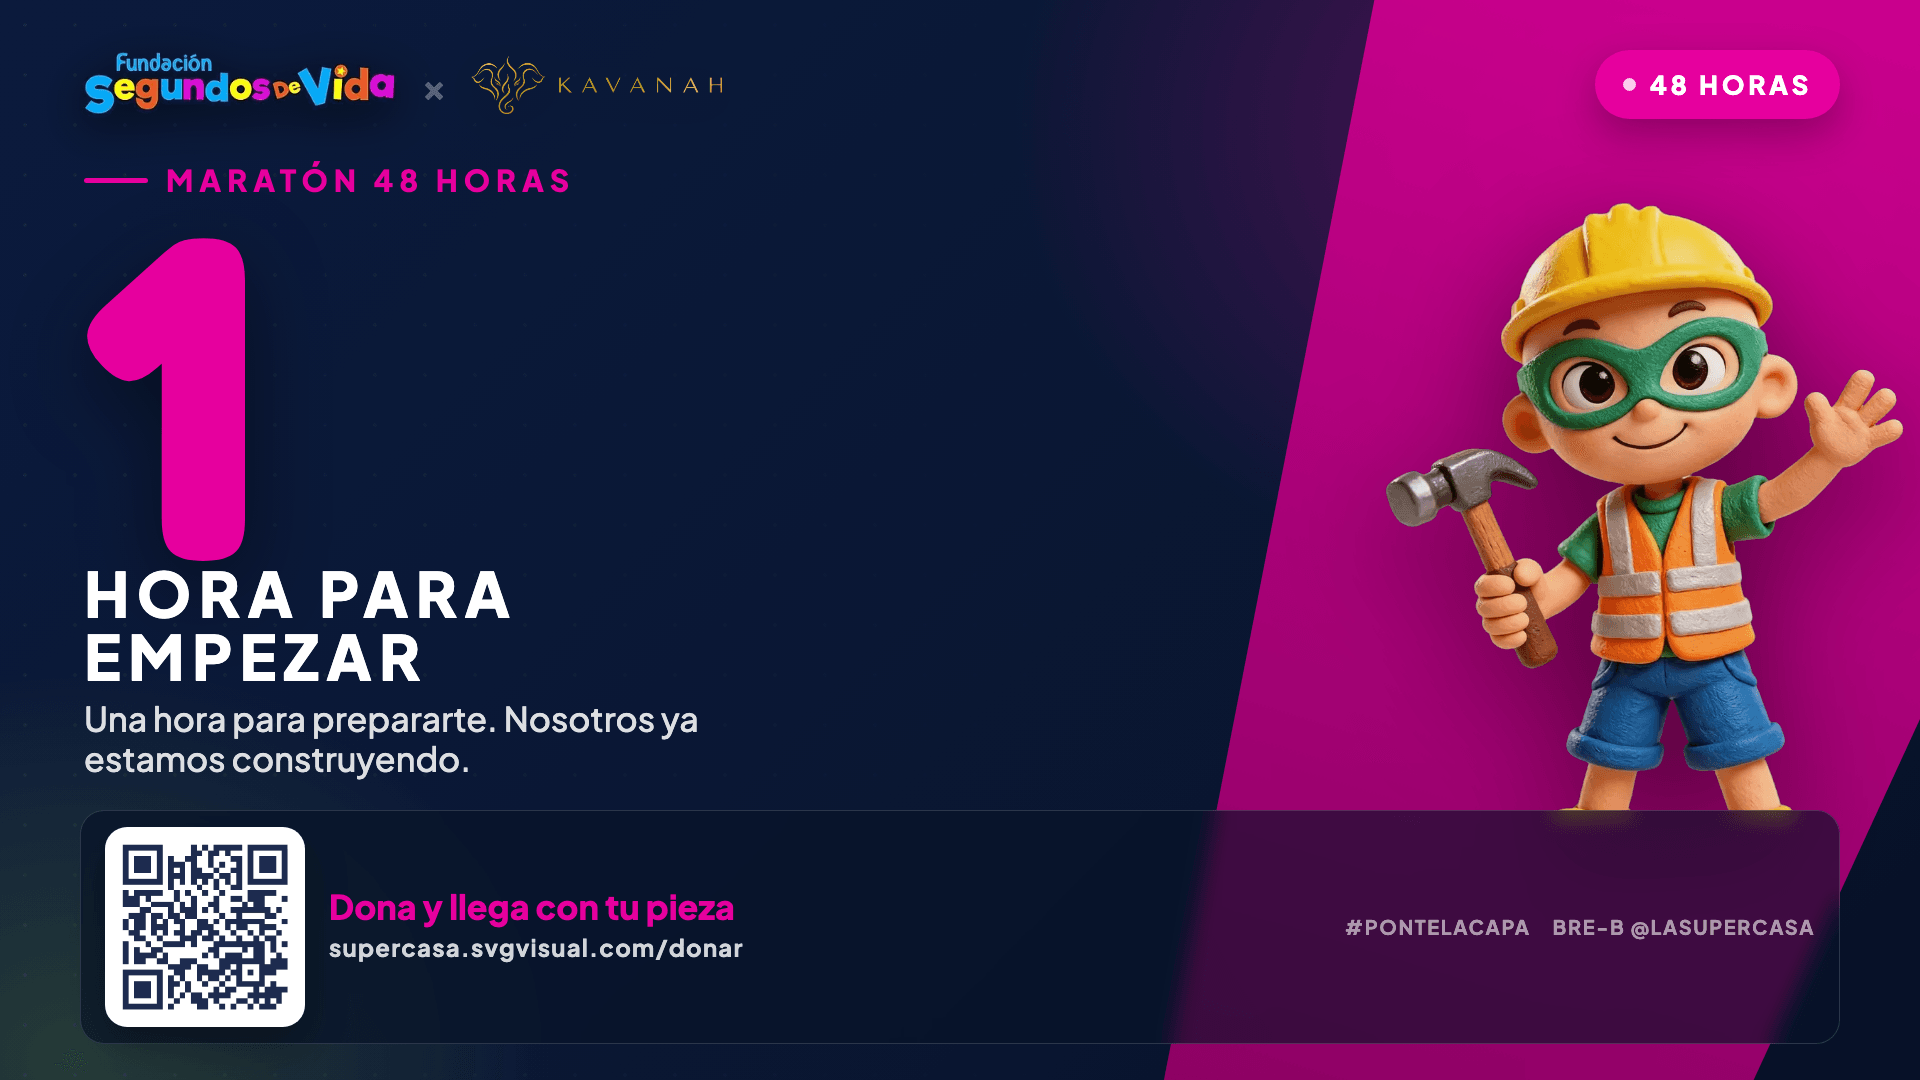 Fundación
Segundos DE Vida × KAVANAH
48 HORAS
MARATÓN 48 HORAS
1
HORA PARA
EMPEZAR
Una hora para prepararte. Nosotros ya
estamos construyendo.
Dona y llega con tu pieza
supercasa.svgvisual.com/donar
#PONTELACAPA BRE-B @LASUPERCASA